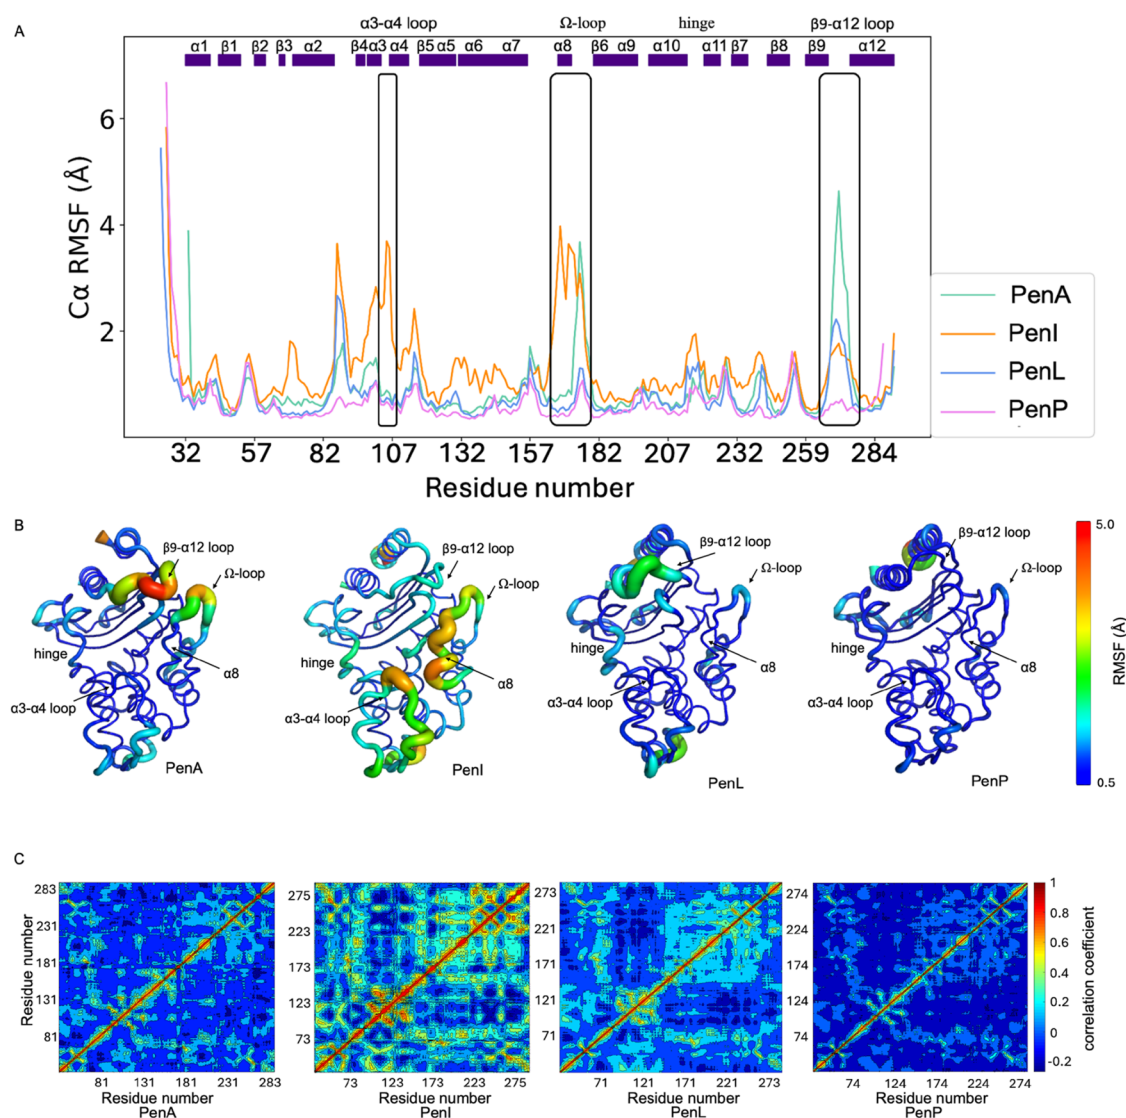 A
α3-α4 loop Ω-loop hinge β9-α12 loop
α1 β1 β2 β3 α2 β4 α3 α4 β5 α5 α6 α7 α8 β6 α9 α10 α11 β7 β8 β9 α12
Cα RMSF (Å)
6
4
2
PenA
PenI
PenL
PenP
32 57 82 107 132 157 182 207 232 259 284
Residue number
B
β9-α12 loop
Ω-loop
hinge
α8
α3-α4 loop
PenA
β9-α12 loop
Ω-loop
hinge
α8
α3-α4 loop
PenI
β9-α12 loop
Ω-loop
hinge
α8
α3-α4 loop
PenL
β9-α12 loop
Ω-loop
hinge
α8
α3-α4 loop
PenP
5.0
RMSF (Å)
0.5
C
Residue number
283
231
181
131
81
81 131 181 231 283
Residue number
PenA
275
223
173
123
73
73 123 173 223 275
Residue number
PenI
273
221
171
121
71
71 121 171 221 273
Residue number
PenL
274
224
174
124
74
74 124 174 224 274
Residue number
PenP
1
0.8
0.6
0.4
0.2
0
-0.2
correlation coefficient